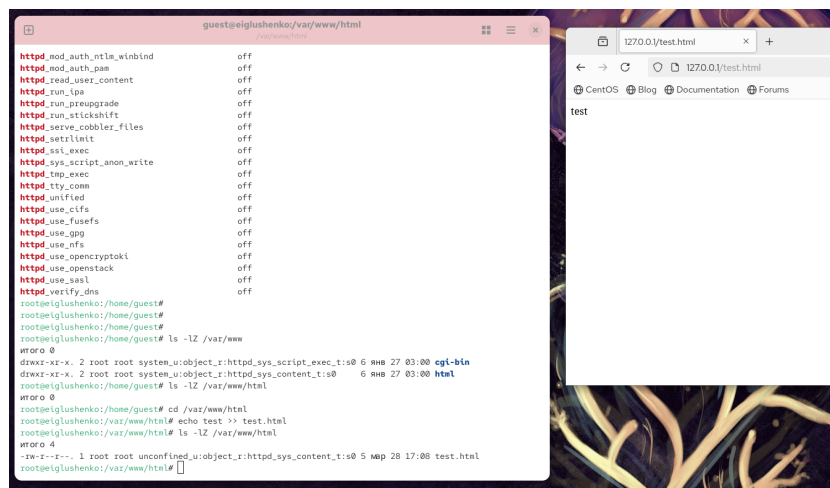 guest@eiglushenko:/var/www/html
/var/www/html
httpd_mod_auth_ntlm_winbind off
httpd_mod_auth_pam off
httpd_read_user_content off
httpd_run_ipa off
httpd_run_preupgrade off
httpd_run_stickshift off
httpd_serve_cobbler_files off
httpd_setrlimit off
httpd_ssi_exec off
httpd_sys_script_anon_write off
httpd_tmp_exec off
httpd_tty_comm off
httpd_unified off
httpd_use_cifs off
httpd_use_fusefs off
httpd_use_gpg off
httpd_use_nfs off
httpd_use_opencryptoki off
httpd_use_openstack off
httpd_use_sasl off
httpd_verify_dns off
root@eiglushenko:/home/guest#
root@eiglushenko:/home/guest#
root@eiglushenko:/home/guest#
root@eiglushenko:/home/guest# ls -lZ /var/www
итого 0
drwxr-xr-x. 2 root root system_u:object_r:httpd_sys_script_exec_t:s0 6 янв 27 03:00 cgi-bin
drwxr-xr-x. 2 root root system_u:object_r:httpd_sys_content_t:s0 6 янв 27 03:00 html
root@eiglushenko:/home/guest# ls -lZ /var/www/html
итого 0
root@eiglushenko:/home/guest# cd /var/www/html
root@eiglushenko:/var/www/html# echo test >> test.html
root@eiglushenko:/var/www/html# ls -lZ /var/www/html
итого 4
-rw-r--r--. 1 root root unconfined_u:object_r:httpd_sys_content_t:s0 5 мар 28 17:08 test.html
root@eiglushenko:/var/www/html#
127.0.0.1/test.html
127.0.0.1/test.html
CentOS Blog Documentation Forums
test